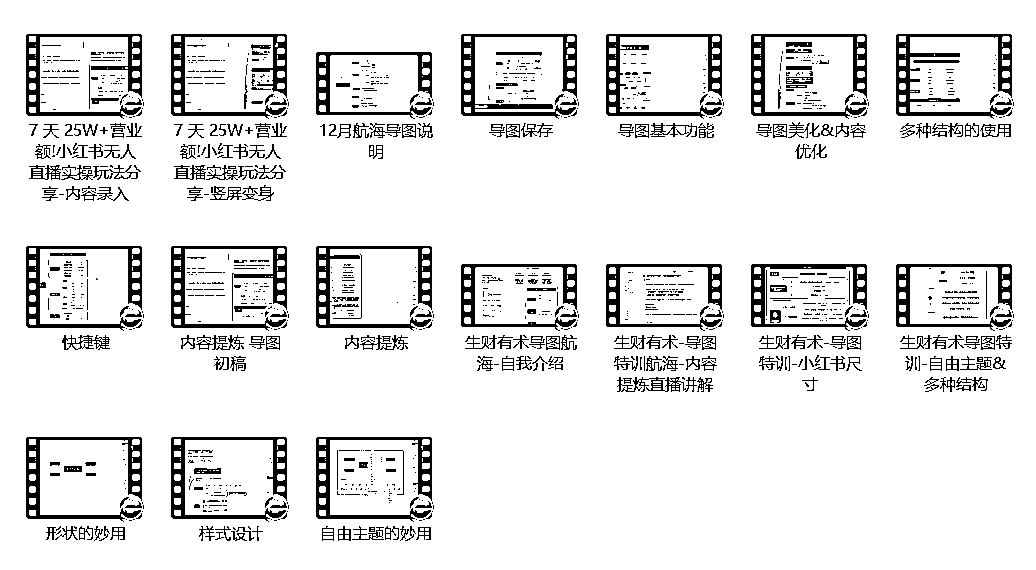 7 天 25W+营业
额!小红书无人
直播实操玩法分
享-内容录入
7 天 25W+营业
额!小红书无人
直播实操玩法分
享-竖屏变身
12月航海导图说
明
导图保存
导图基本功能
导图美化&内容
优化
多种结构的使用
快捷键
内容提炼 导图
初稿
内容提炼
生财有术导图航
海-自我介绍
生财有术-导图
特训航海-内容
提炼直播讲解
生财有术-导图
特训-小红书尺
寸
生财有术导图特
训-自由主题&
多种结构
形状的妙用
样式设计
自由主题的妙用